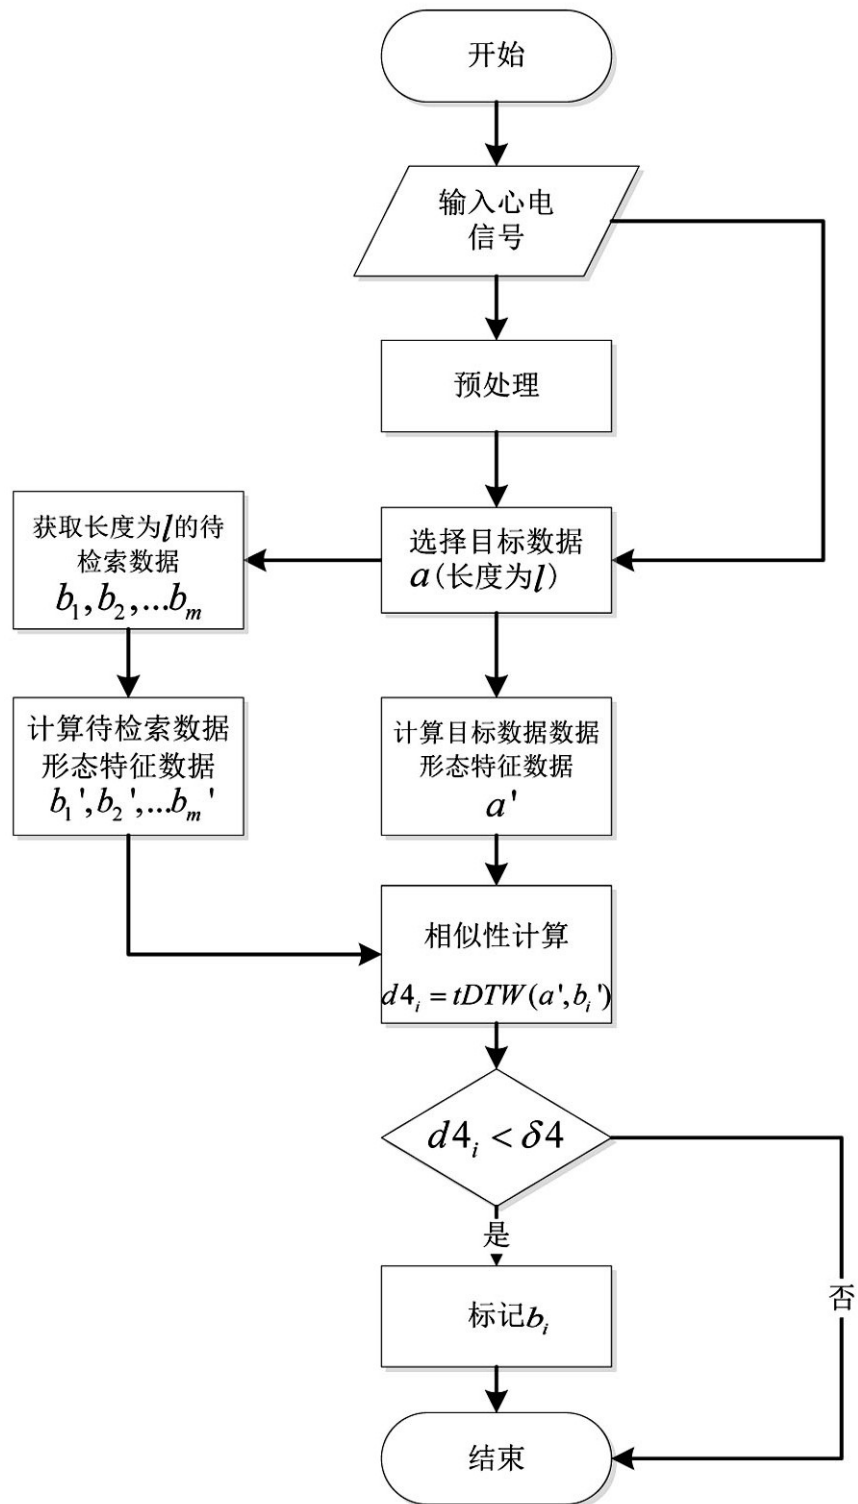 开始
输入心电
信号
预处理
选择目标数据
a(长度为l)
获取长度为l的待
检索数据
b₁,b₂,...bₘ
计算待检索数据
形态特征数据
b₁',b₂',...bₘ'
计算目标数据数据
形态特征数据
a'
相似性计算
d4ᵢ=tDTW(a',bᵢ')
d4ᵢ<δ4
是
否
标记bᵢ
结束